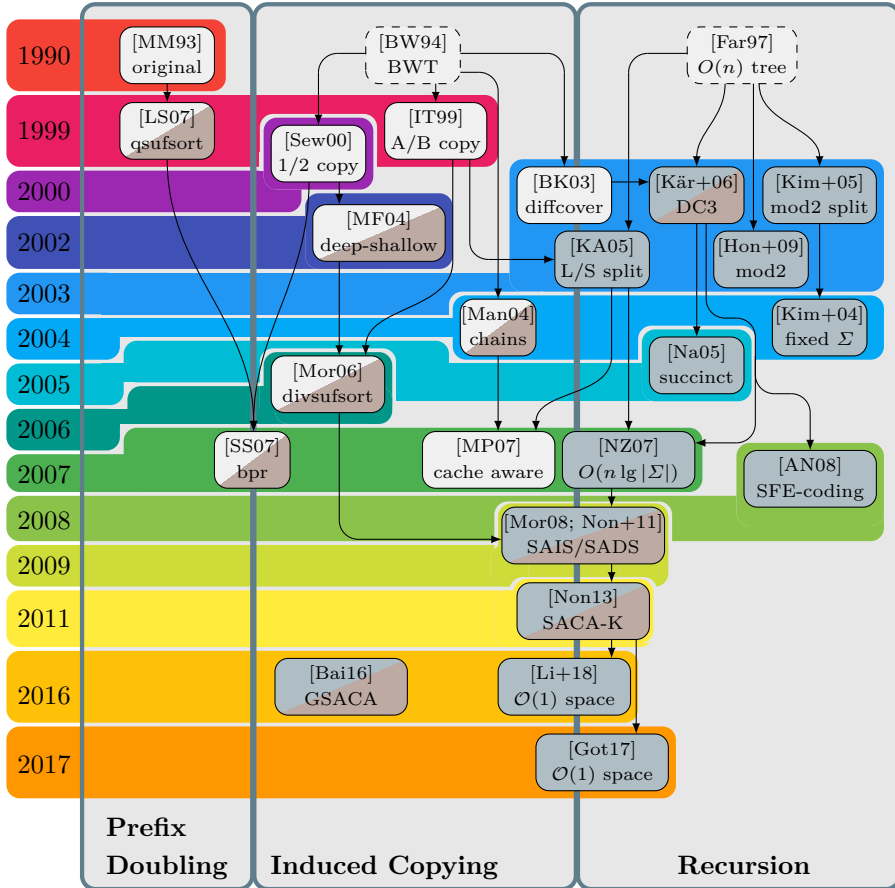 1990
[MM93]
original
[BW94]
BWT
[Far97]
O(n) tree
1999
[LS07]
qsufsort
[Sew00]
1/2 copy
[IT99]
A/B copy
2000
[BK03]
diffcover
[Kär+06]
DC3
[Kim+05]
mod2 split
2002
[MF04]
deep-shallow
[KA05]
L/S split
[Hon+09]
mod2
2003
[Man04]
chains
[Kim+04]
fixed Σ
2004
[Na05]
succinct
2005
[Mor06]
divsufsort
2006
[SS07]
bpr
[MP07]
cache aware
[NZ07]
O(n lg |Σ|)
2007
[AN08]
SFE-coding
2008
[Mor08; Non+11]
SAIS/SADS
2009
[Non13]
SACA-K
2011
[Bai16]
GSACA
[Li+18]
𝒪(1) space
2016
[Got17]
𝒪(1) space
2017
Prefix
Doubling
Induced Copying
Recursion